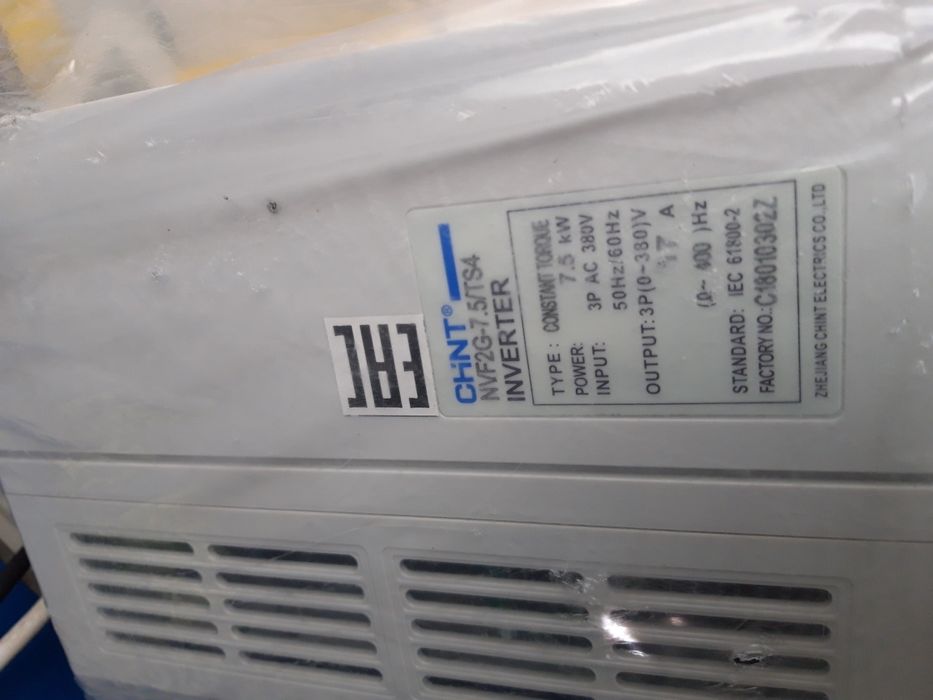 CHNT®
NVF2G-7.5/TS4
INVERTER
TYPE: CONSTANT TORQUE
POWER: 7.5 kW
INPUT: 3P AC 380V
50Hz/60Hz
OUTPUT: 3P(0~380)V
17 A
(0~ 400 )Hz
STANDARD: IEC 61800-2
FACTORY NO.: C18010302Z
ZHEJIANG CHINT ELECTRICS CO.,LTD